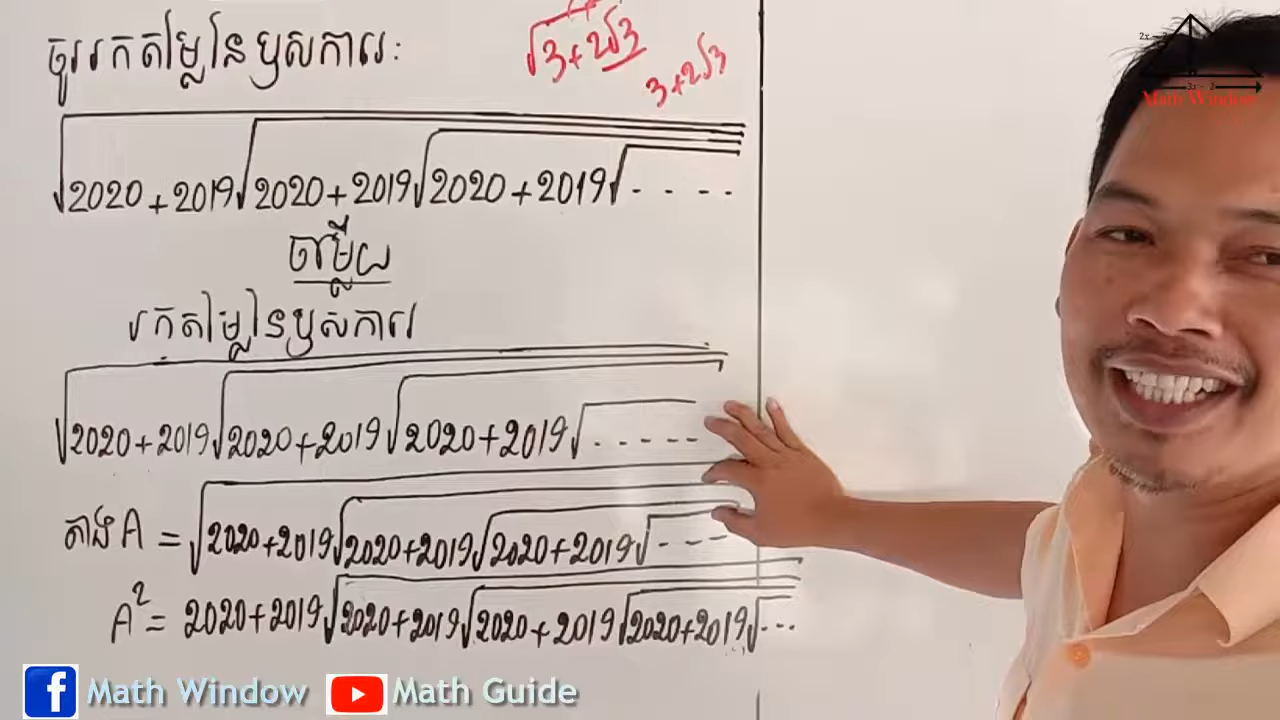 ចូររកតម្លៃនៃឫសការេ:
√3+2√3
3+2√3
√2020+2019√2020+2019√2020+2019√- - - -
ចម្លើយ
រកតម្លៃនៃឫសការេ
√2020+2019√2020+2019√2020+2019√- - - - -
តាង A = √2020+2019√2020+2019√2020+2019√- - - -
A² = 2020+2019√2020+2019√2020+2019√2020+2019√- - -
Math Window
Math Window
Math Guide